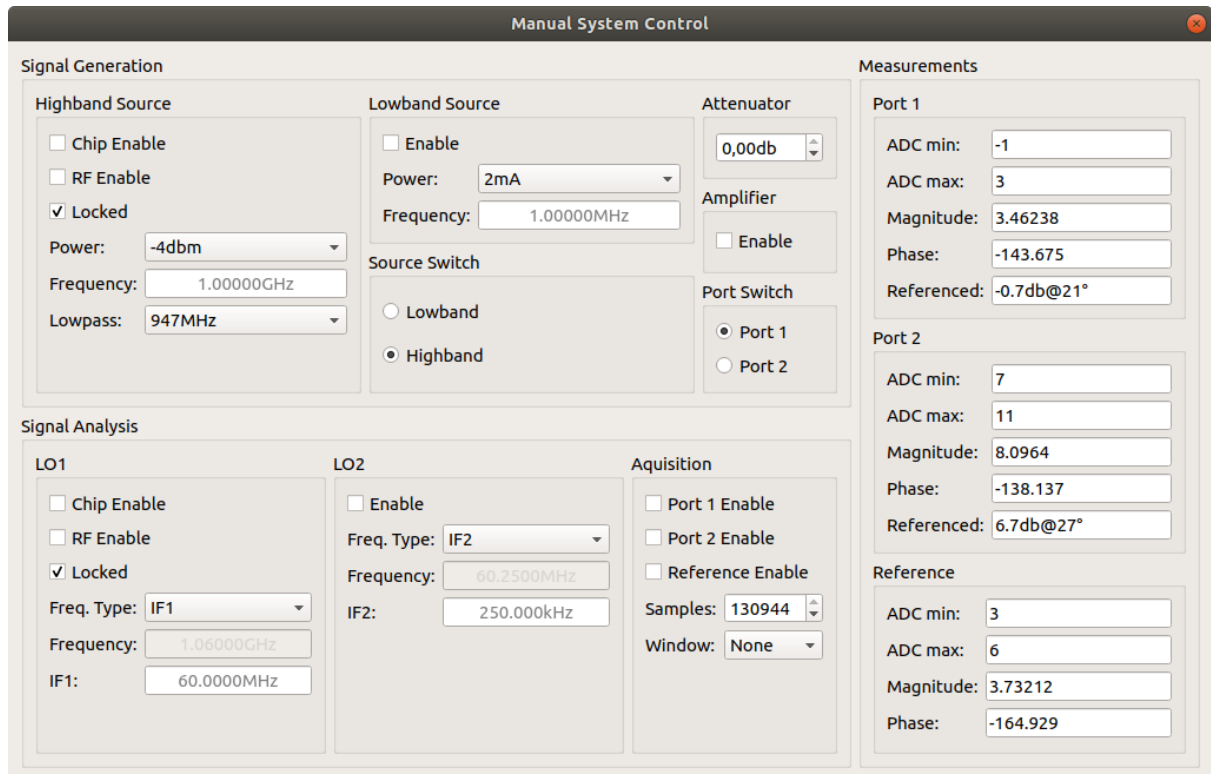 Manual System Control
Signal Generation
Highband Source
Chip Enable
RF Enable
Locked
Power: -4dbm
Frequency: 1.00000GHz
Lowpass: 947MHz
Lowband Source
Enable
Power: 2mA
Frequency: 1.00000MHz
Source Switch
Lowband
Highband
Attenuator
0,00db
Amplifier
Enable
Port Switch
Port 1
Port 2
Signal Analysis
LO1
Chip Enable
RF Enable
Locked
Freq. Type: IF1
Frequency: 1.06000GHz
IF1: 60.0000MHz
LO2
Enable
Freq. Type: IF2
Frequency: 60.2500MHz
IF2: 250.000kHz
Aquisition
Port 1 Enable
Port 2 Enable
Reference Enable
Samples: 130944
Window: None
Measurements
Port 1
ADC min: -1
ADC max: 3
Magnitude: 3.46238
Phase: -143.675
Referenced: -0.7db@21°
Port 2
ADC min: 7
ADC max: 11
Magnitude: 8.0964
Phase: -138.137
Referenced: 6.7db@27°
Reference
ADC min: 3
ADC max: 6
Magnitude: 3.73212
Phase: -164.929